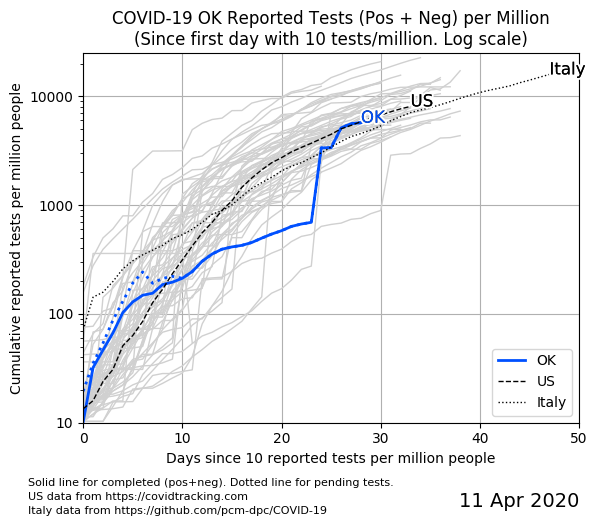 COVID-19 OK Reported Tests (Pos + Neg) per Million
(Since first day with 10 tests/million. Log scale)
Cumulative reported tests per million people
10000
1000
100
10
Italy
US
OK
OK
US
Italy
0
10
20
30
40
50
Days since 10 reported tests per million people
Solid line for completed (pos+neg). Dotted line for pending tests.
US data from https://covidtracking.com
Italy data from https://github.com/pcm-dpc/COVID-19
11 Apr 2020